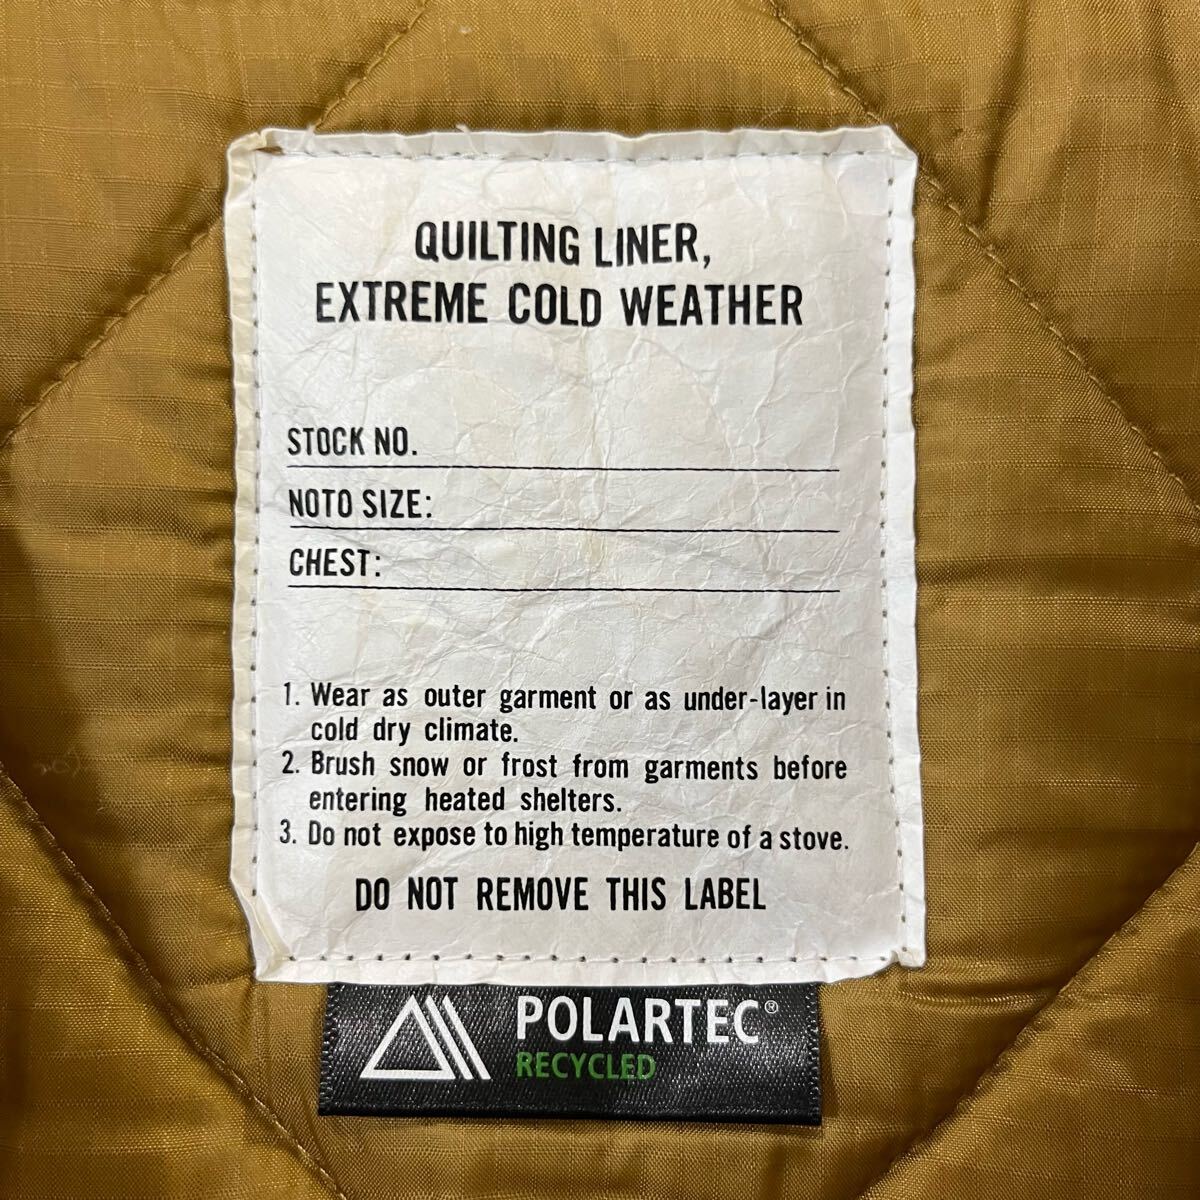 QUILTING LINER,
EXTREME COLD WEATHER
STOCK NO.
NOTO SIZE:
CHEST:
1. Wear as outer garment or as under-layer in
cold dry climate.
2. Brush snow or frost from garments before
entering heated shelters.
3. Do not expose to high temperature of a stove.
DO NOT REMOVE THIS LABEL
POLARTEC®
RECYCLED